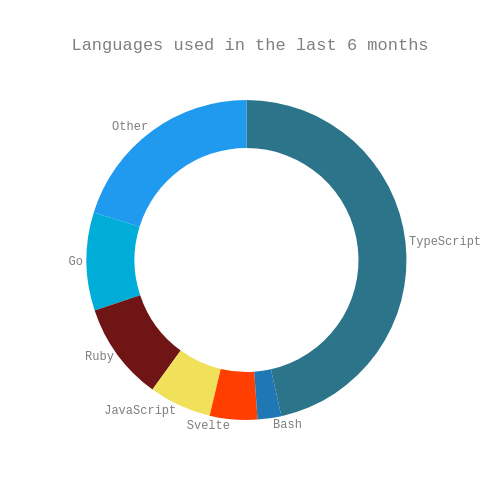 Languages used in the last 6 months
Other
TypeScript
Go
Ruby
JavaScript
Svelte
Bash